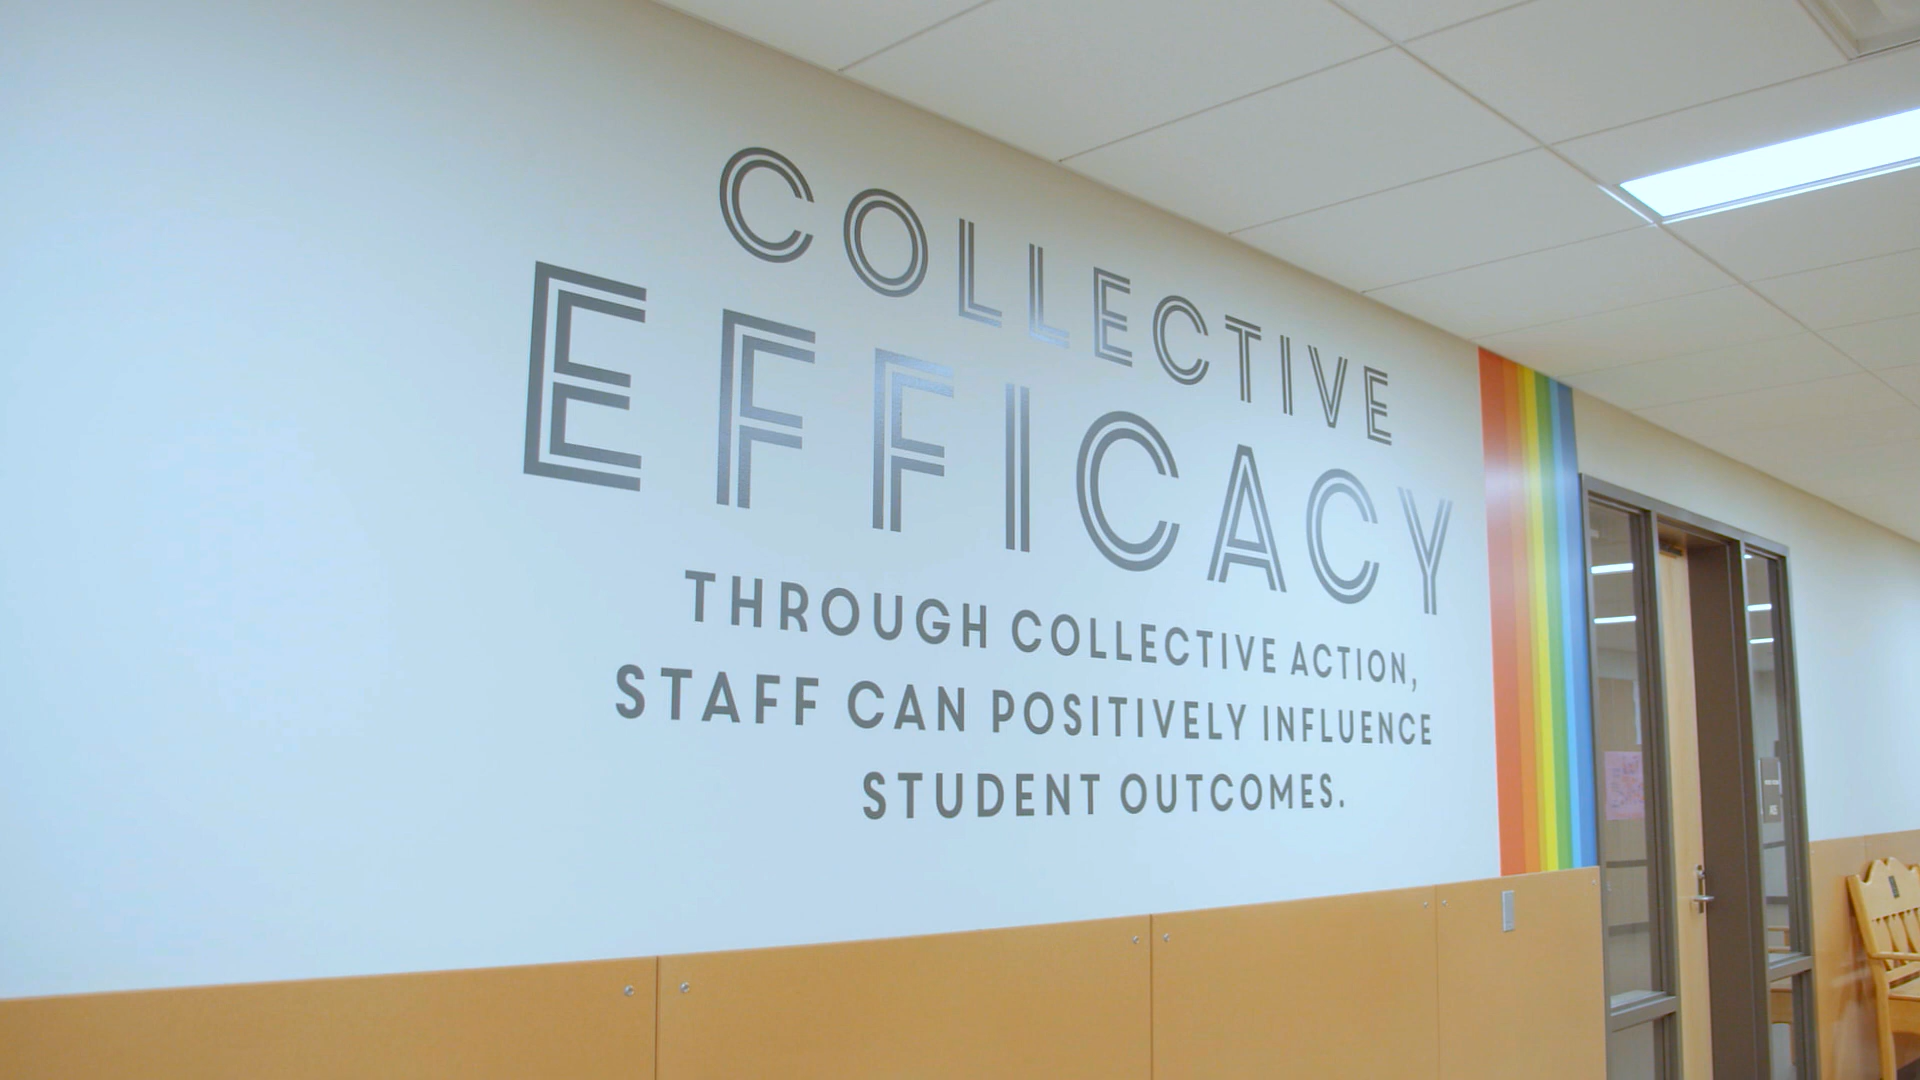 COLLECTIVE
EFFICACY
THROUGH COLLECTIVE ACTION,
STAFF CAN POSITIVELY INFLUENCE
STUDENT OUTCOMES.